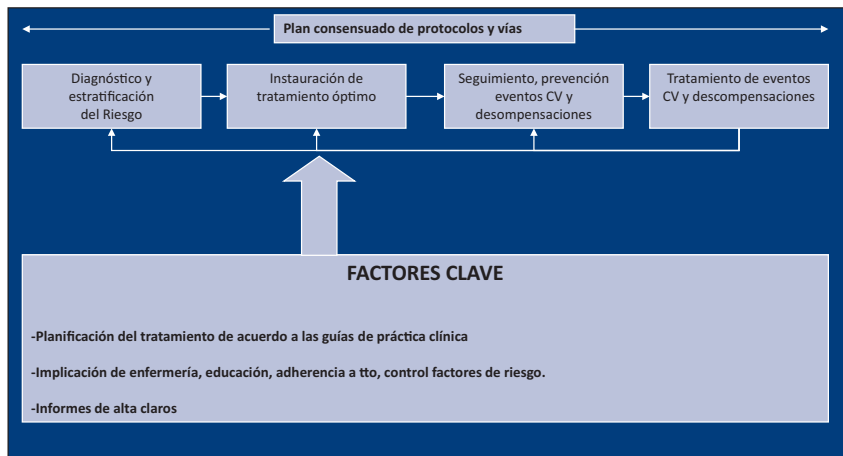 Plan consensuado de protocolos y vías
Diagnóstico y
estratificación
del Riesgo
Instauración de
tratamiento óptimo
Seguimiento, prevención
eventos CV y
desompensaciones
Tratamiento de eventos
CV y descompensaciones
FACTORES CLAVE
-Planificación del tratamiento de acuerdo a las guías de práctica clínica
-Implicación de enfermería, educación, adherencia a tto, control factores de riesgo.
-Informes de alta claros